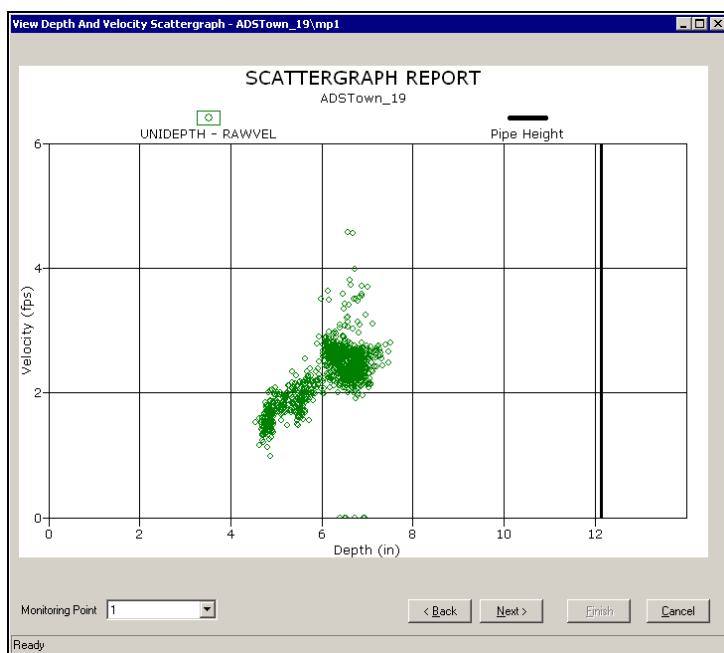 View Depth And Velocity Scattergraph - ADSTown_19\mp1
SCATTERGRAPH REPORT
ADSTown_19
UNIDEPTH - RAWVEL
Pipe Height
6
4
2
0
Velocity (fps)
0 2 4 6 8 10 12
Depth (in)
Monitoring Point 1 < Back Next > Finish Cancel
Ready